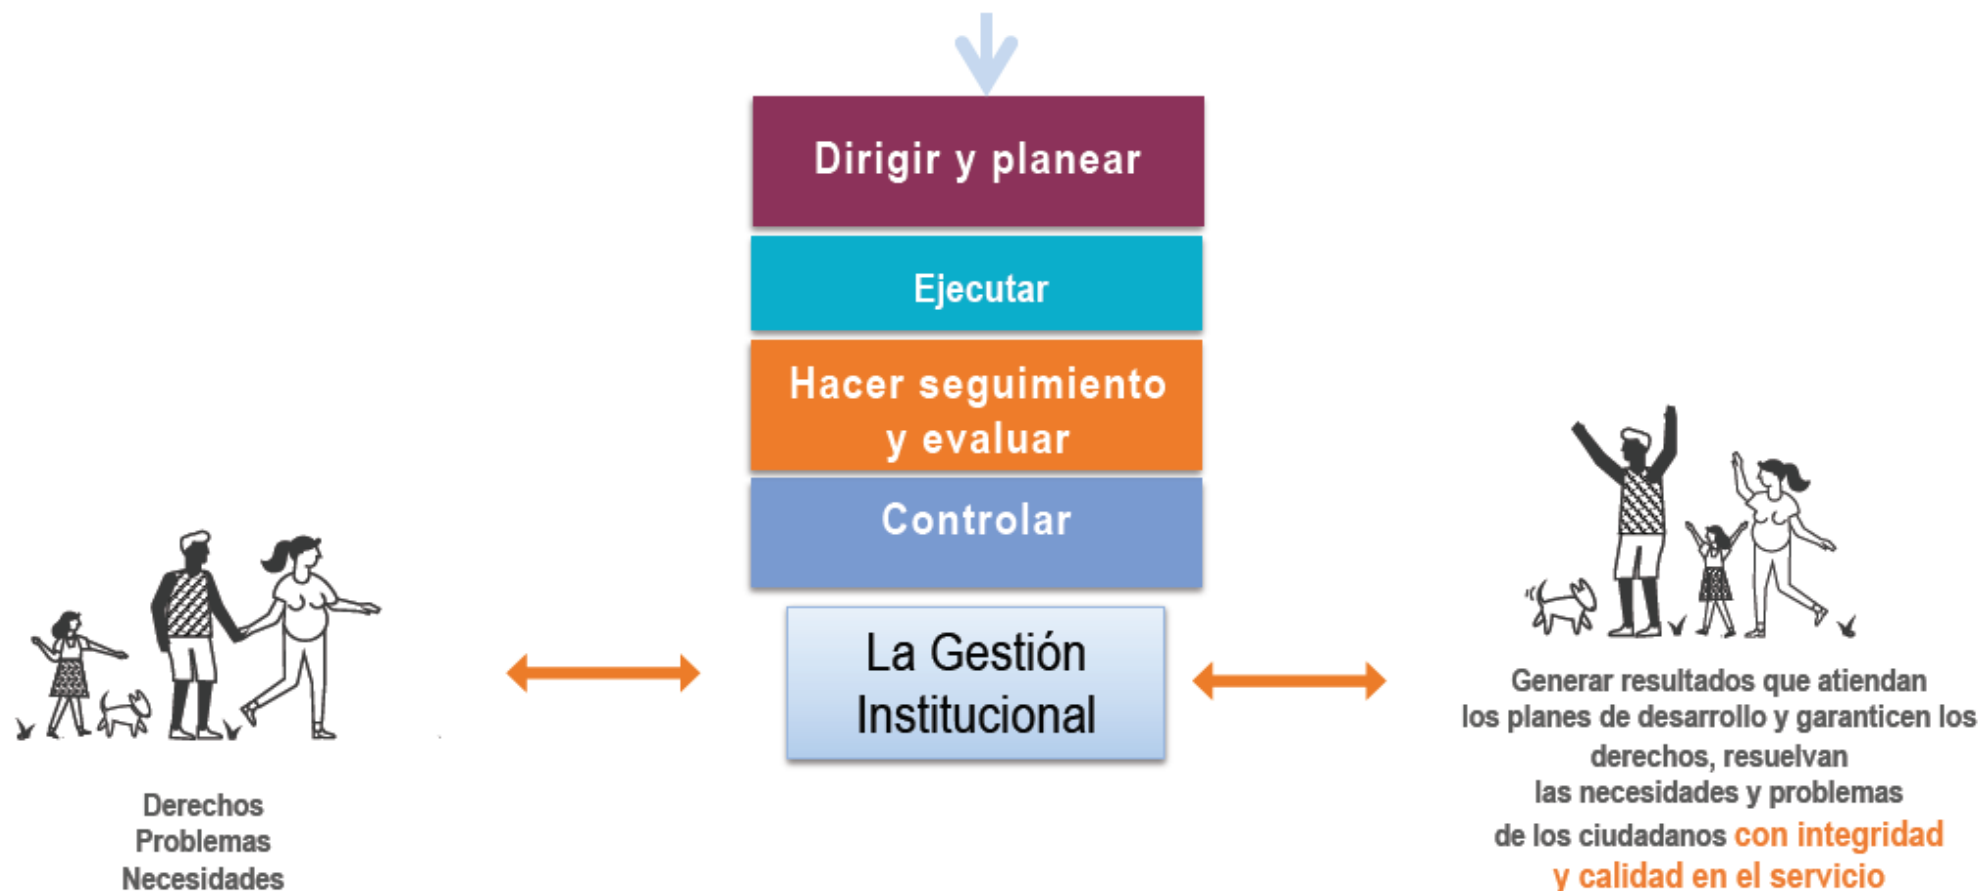 Dirigir y planear
Ejecutar
Hacer seguimiento
y evaluar
Controlar
La Gestión
Institucional
Derechos
Problemas
Necesidades
Generar resultados que atiendan
los planes de desarrollo y garanticen los
derechos, resuelvan
las necesidades y problemas
de los ciudadanos con integridad
y calidad en el servicio